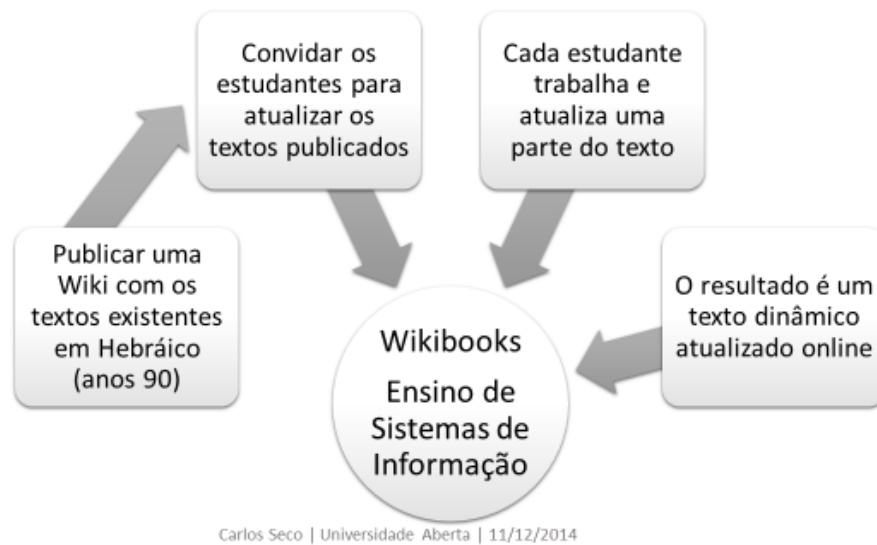 Convidar os
estudantes para
atualizar os
textos publicados
Cada estudante
trabalha e
atualiza uma
parte do texto
Publicar uma
Wiki com os
textos existentes
em Hebráico
(anos 90)
O resultado é um
texto dinâmico
atualizado online
Wikibooks
Ensino de
Sistemas de
Informação
Carlos Seco | Universidade Aberta | 11/12/2014